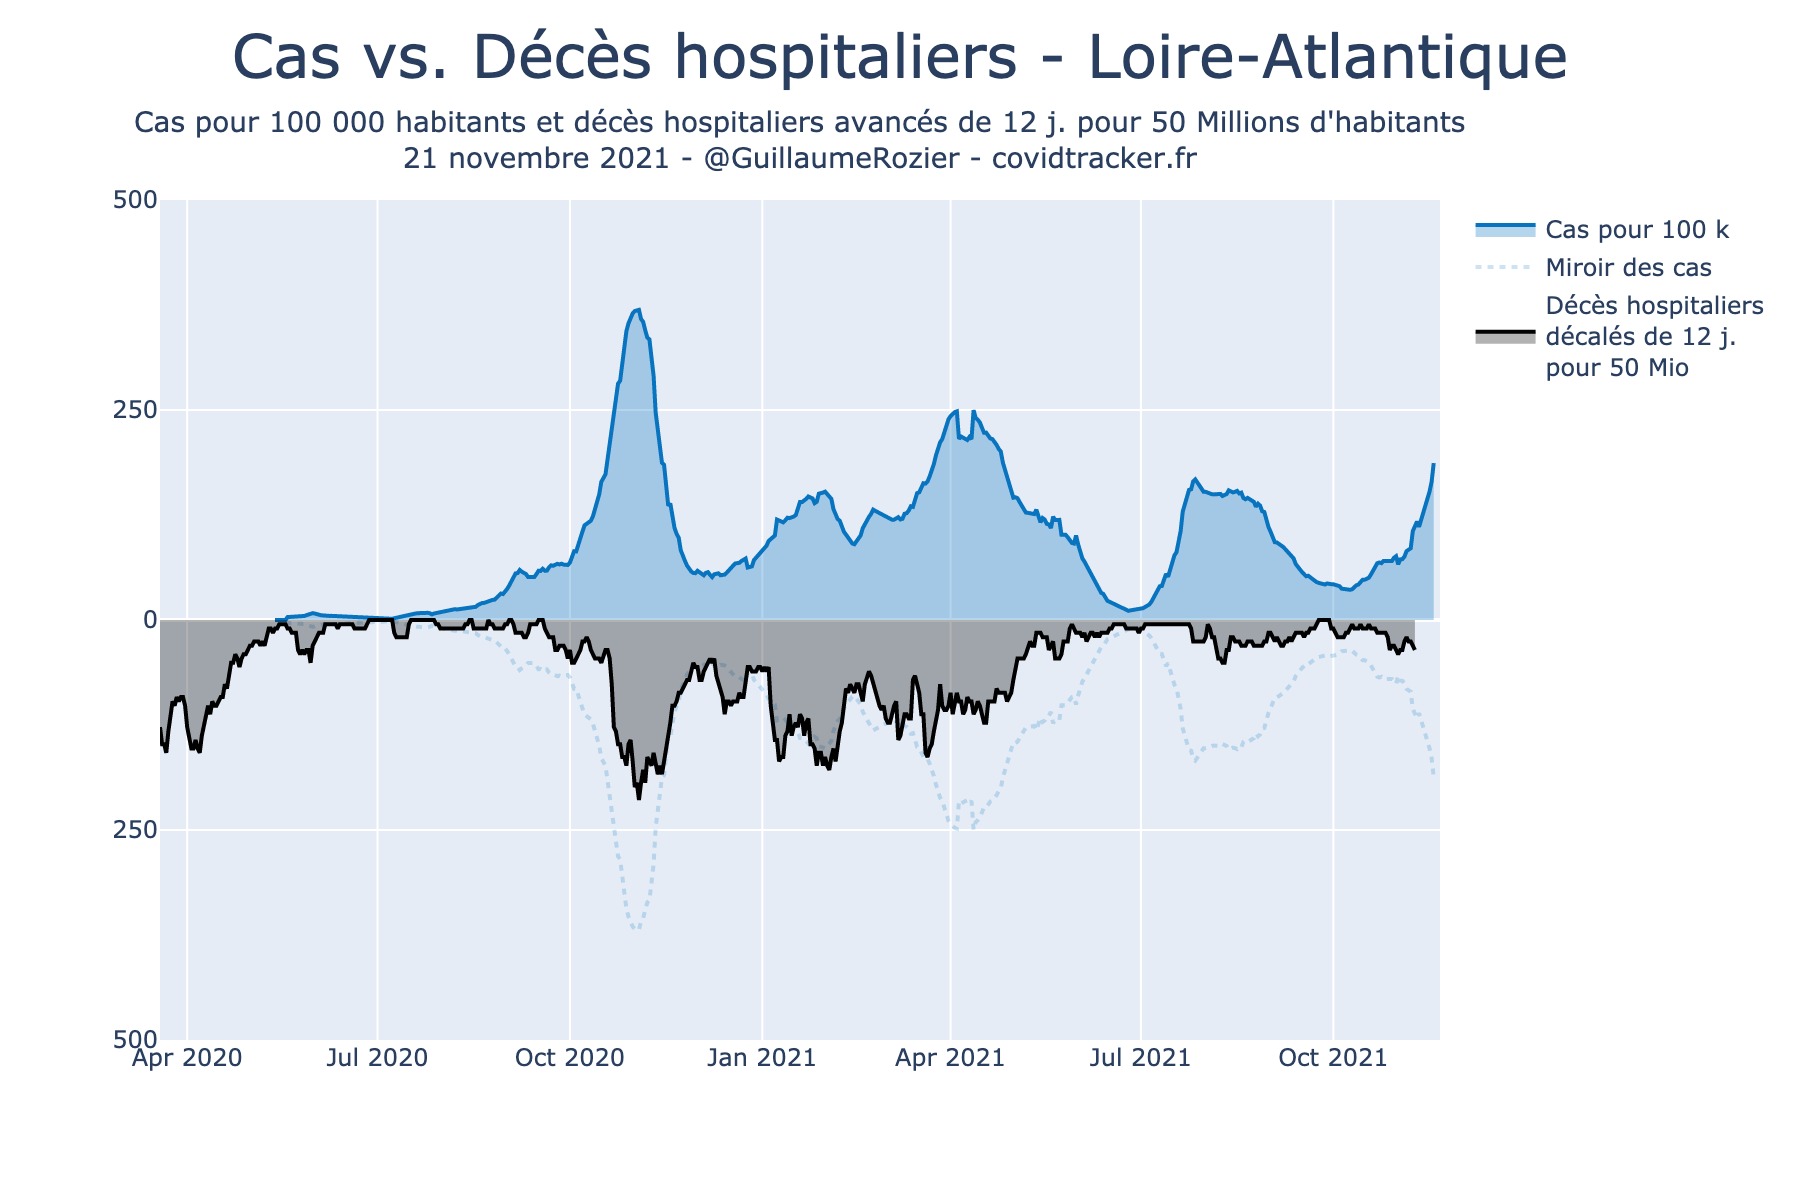 Cas vs. Décès hospitaliers - Loire-Atlantique
Cas pour 100 000 habitants et décès hospitaliers avancés de 12 j. pour 50 Millions d'habitants
21 novembre 2021 - @GuillaumeRozier - covidtracker.fr
500
250
0
250
500
Apr 2020
Jul 2020
Oct 2020
Jan 2021
Apr 2021
Jul 2021
Oct 2021
Cas pour 100 k
Miroir des cas
Décès hospitaliers
décalés de 12 j.
pour 50 Mio